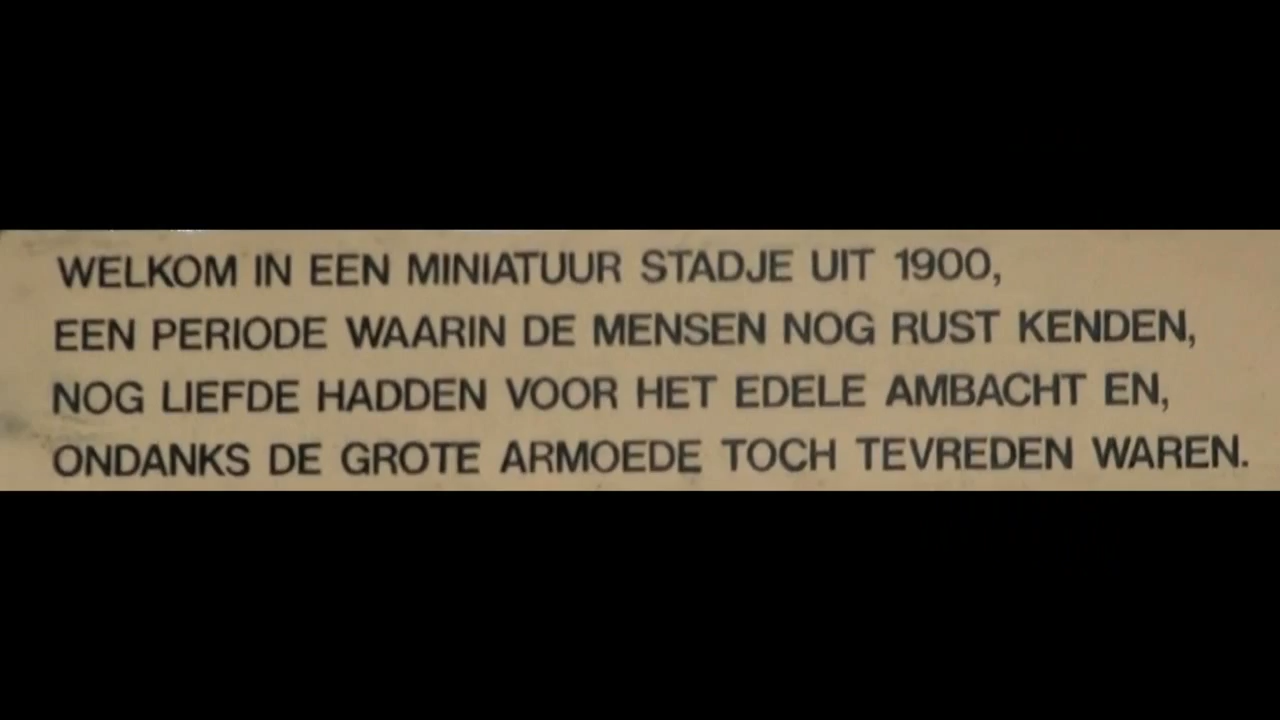 WELKOM IN EEN MINIATUUR STADJE UIT 1900,
EEN PERIODE WAARIN DE MENSEN NOG RUST KENDEN,
NOG LIEFDE HADDEN VOOR HET EDELE AMBACHT EN,
ONDANKS DE GROTE ARMOEDE TOCH TEVREDEN WAREN.